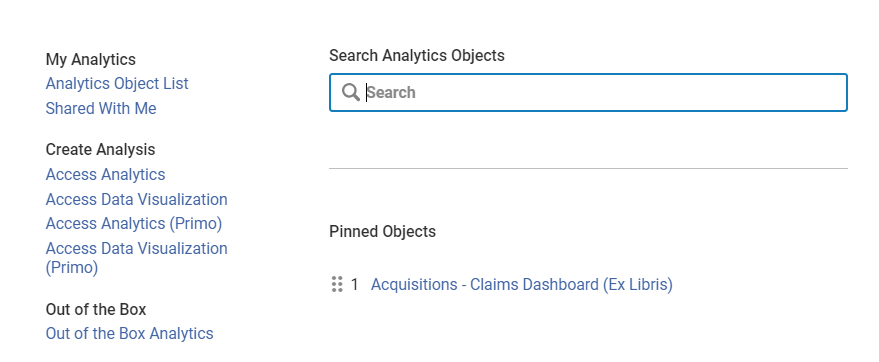 My Analytics
Analytics Object List
Shared With Me
Create Analysis
Access Analytics
Access Data Visualization
Access Analytics (Primo)
Access Data Visualization
(Primo)
Out of the Box
Out of the Box Analytics
Search Analytics Objects
Search
Pinned Objects
1 Acquisitions - Claims Dashboard (Ex Libris)